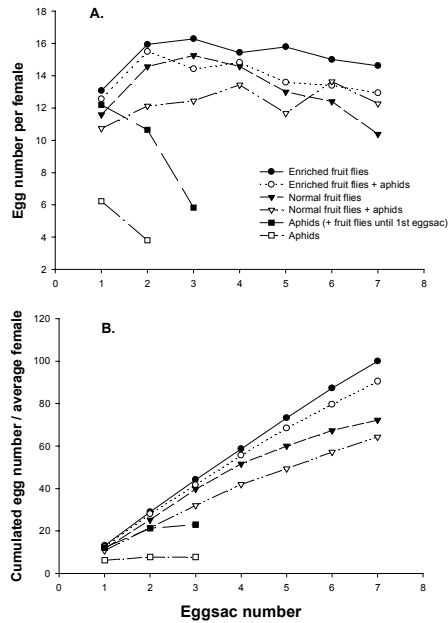 A.
Egg number per female
18
16
14
12
10
8
6
4
2
Enriched fruit flies
Enriched fruit flies + aphids
Normal fruit flies
Normal fruit flies + aphids
Aphids (+ fruit flies until 1st eggsac)
Aphids
0 1 2 3 4 5 6 7 8
B.
Cumulated egg number / average female
120
100
80
60
40
20
0
0 1 2 3 4 5 6 7 8
Eggsac number